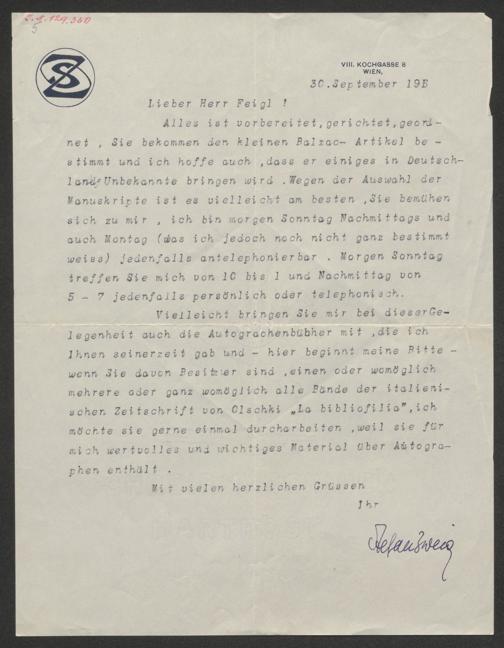 5
SZ
VIII. KOCHGASSE 8
WIEN,
30.September 191
Lieber Herr Feigl !
Alles ist vorbereitet,gerichtet,geord-
net , Sie bekommen den kleinen Balzac- Artikel be -
stimmt und ich hoffe auch ,dass er einiges in Deutsch-
land Unbekannte bringen wird .Wegen der Auswahl der
Manuskripte ist es vielleicht am besten ,Sie bemühen
sich zu mir , ich bin morgen Sonntag Nachmittags und
auch Montag (was ich jedoch noch nicht ganz bestimmt
weiss) jedenfalls antelephonierbar . Morgen Sonntag
treffen Sie mich von 10 bis 1 und Nachmittag von
5 - 7 jedenfalls persönlich oder telephonisch.
Vielleicht bringen Sie mir bei dieserGe-
legenheit auch die Autograchenbübher mit ,die ich
Ihnen seinerzeit gab und - hier beginnt meine Bitte -
wenn Sie davon Besitzer sind ,einen oder womöglich
mehrere oder ganz womöglich alle Bände der italieni-
schen Zeitschrift von Olschki „La bibliofilia",ich
möchte sie gerne einmal durcharbeiten ,weil sie für
mich wertvolles und wichtiges Material über Autogra-
phen enthält .
Mit vielen herzlichen Grüssen
Ihr
Stefan Zweig